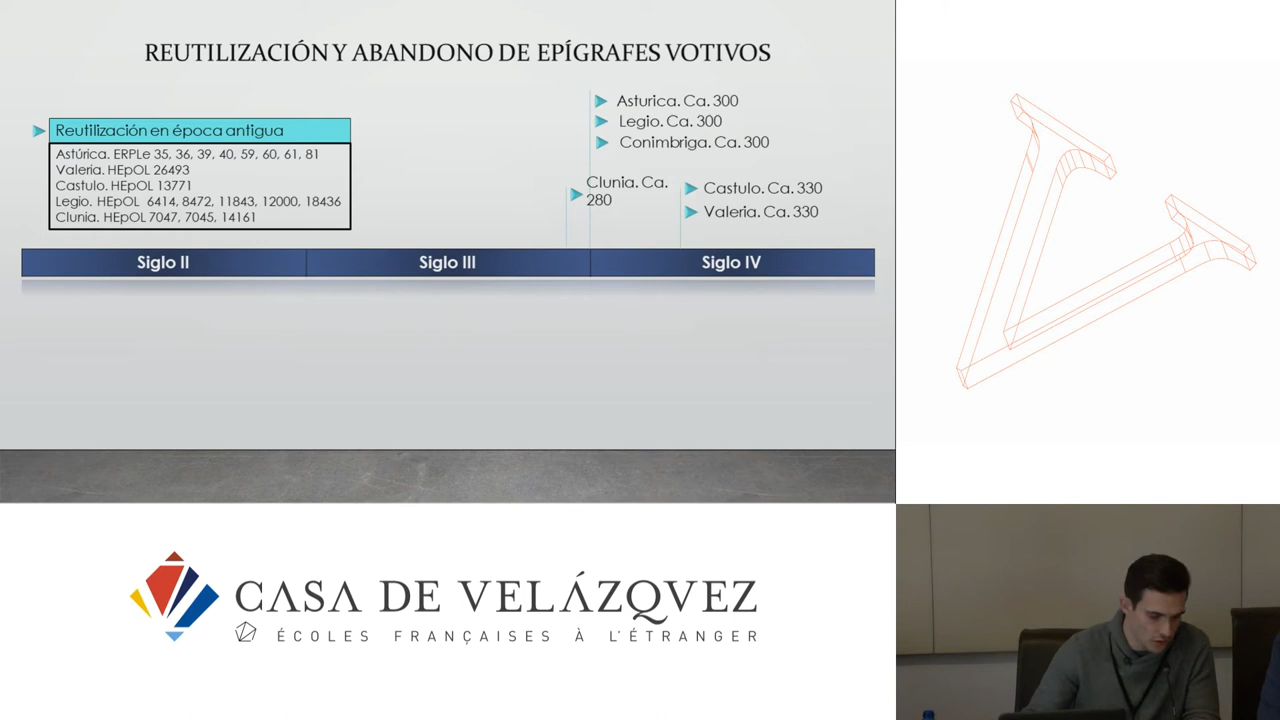 REUTILIZACIÓN Y ABANDONO DE EPÍGRAFES VOTIVOS
Reutilización en época antigua
Astúrica. ERPLe 35, 36, 39, 40, 59, 60, 61, 81
Valeria. HEpOL 26493
Castulo. HEpOL 13771
Legio. HEpOL 6414, 8472, 11843, 12000, 18436
Clunia. HEpOL 7047, 7045, 14161
Asturica. Ca. 300
Legio. Ca. 300
Conimbriga. Ca. 300
Clunia. Ca.
280
Castulo. Ca. 330
Valeria. Ca. 330
Siglo II
Siglo III
Siglo IV
CASA DE VELÁZQVEZ
ÉCOLES FRANÇAISES À L'ÉTRANGER